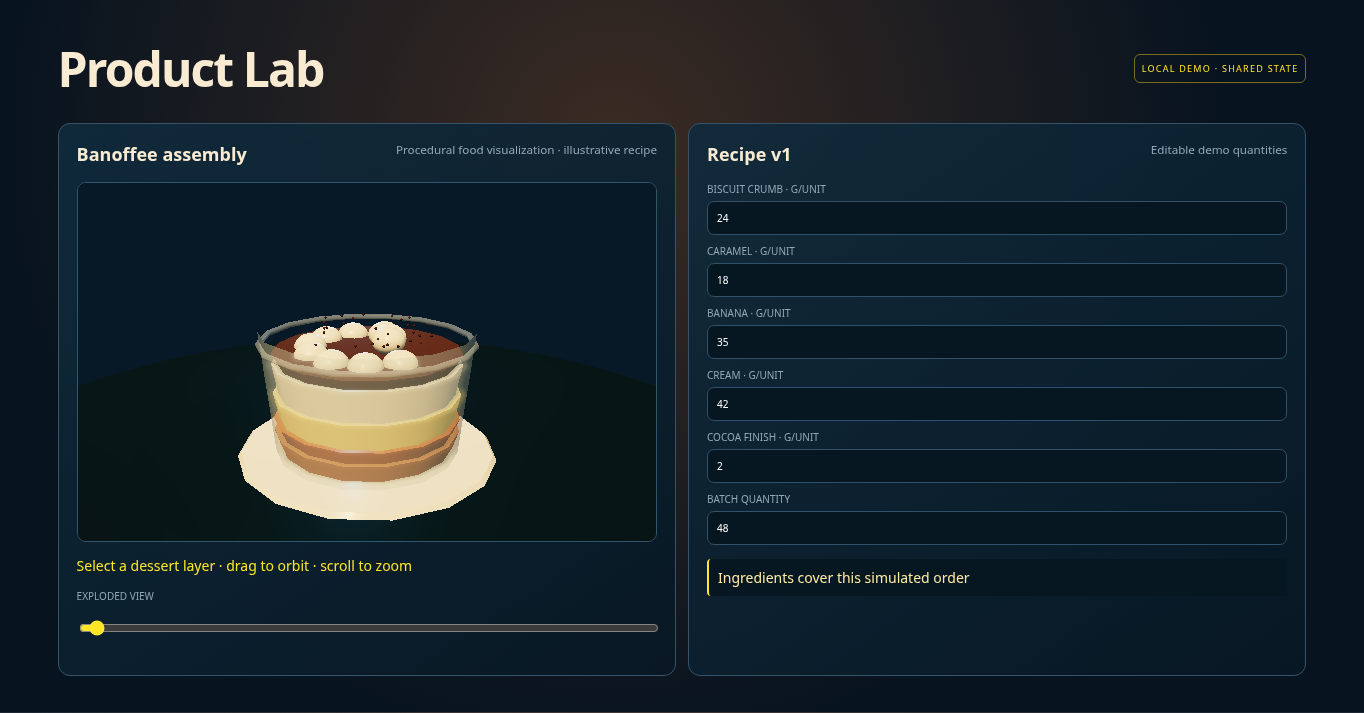 Product Lab
LOCAL DEMO · SHARED STATE
Banoffee assembly
Procedural food visualization · illustrative recipe
Select a dessert layer · drag to orbit · scroll to zoom
EXPLODED VIEW
Recipe v1
Editable demo quantities
BISCUIT CRUMB · G/UNIT
24
CARAMEL · G/UNIT
18
BANANA · G/UNIT
35
CREAM · G/UNIT
42
COCOA FINISH · G/UNIT
2
BATCH QUANTITY
48
Ingredients cover this simulated order